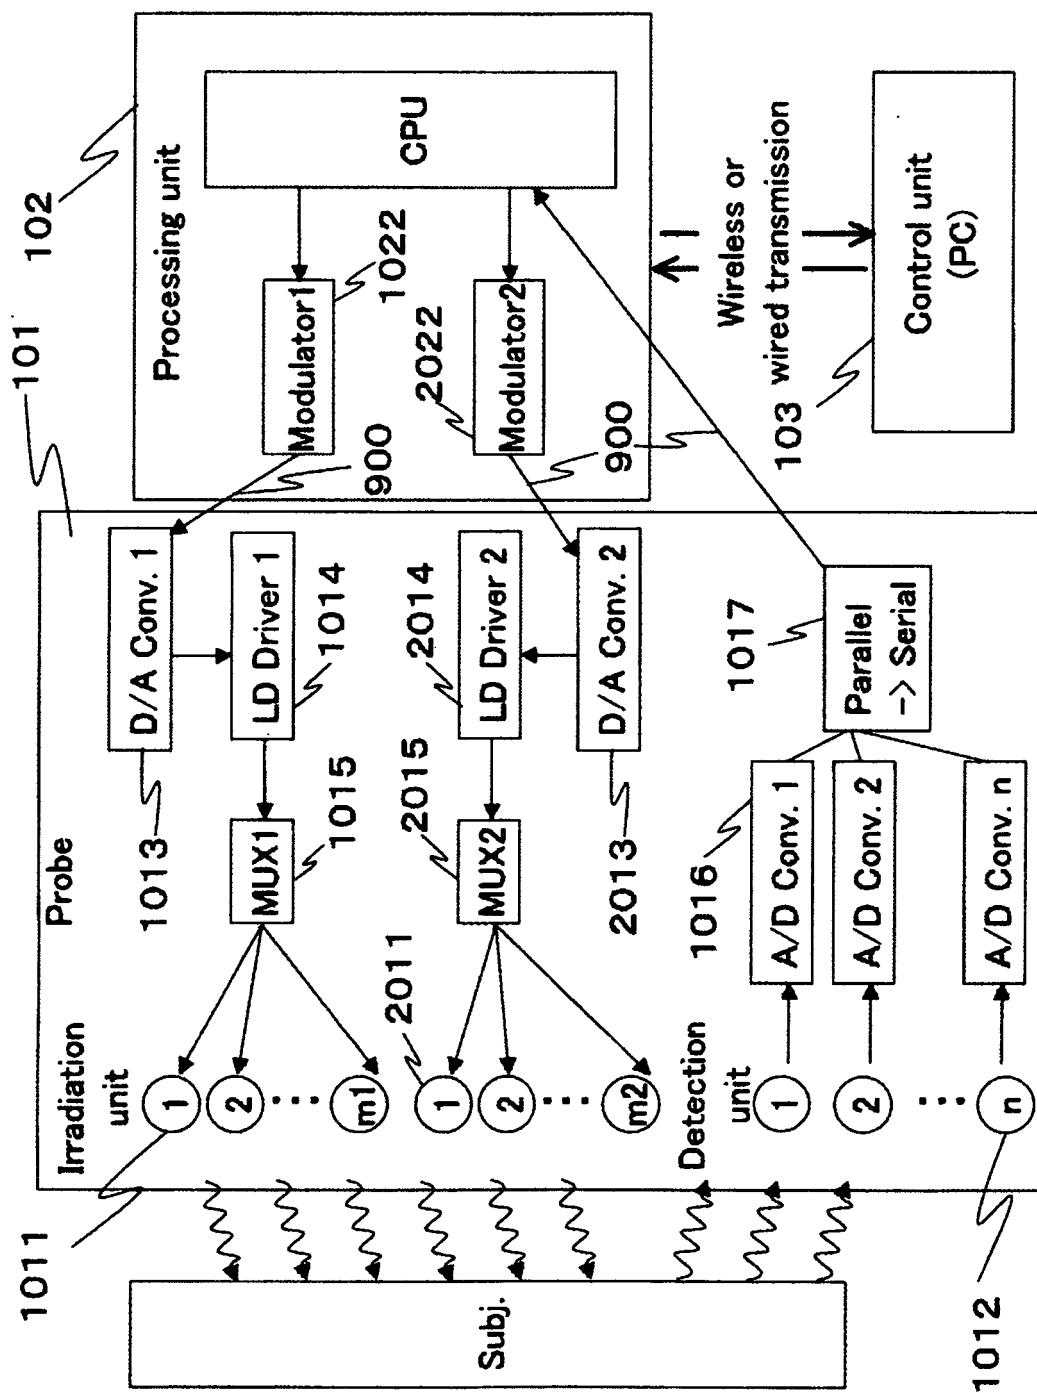 101
102
Probe
Processing unit
Irradiation
unit
1011
1013
D/A Conv. 1
900
1
2
m1
MUX1
1015
LD Driver 1
1014
Modulator1
1022
CPU
2011
1
2
m2
2015
MUX2
2014
LD Driver 2
2022
Modulator2
2013
D/A Conv. 2
900
Subj.
Detection
unit
1
2
n
1012
1016
A/D Conv. 1
A/D Conv. 2
A/D Conv. n
1017
Parallel
-> Serial
Wireless or
wired transmission
103
Control unit
(PC)